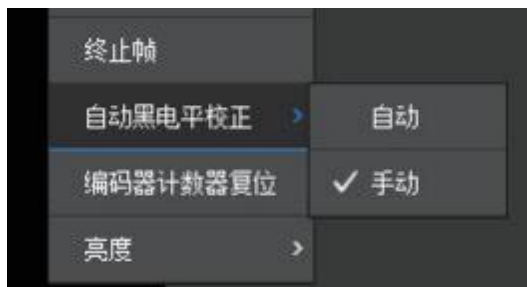 终止帧
自动黑电平校正
自动
编码器计数器复位
手动
亮度